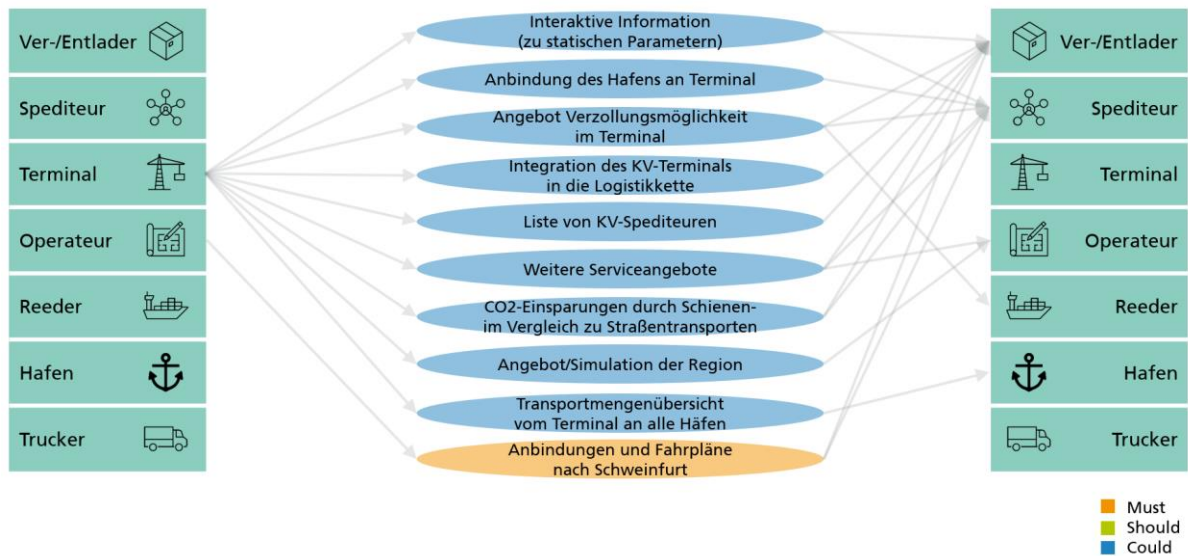 Ver-/Entlader
Spediteur
Terminal
Operateur
Reeder
Hafen
Trucker
Interaktive Information
(zu statischen Parametern)
Anbindung des Hafens an Terminal
Angebot Verzollungsmöglichkeit
im Terminal
Integration des KV-Terminals
in die Logistikkette
Liste von KV-Spediteuren
Weitere Serviceangebote
CO2-Einsparungen durch Schienen-
im Vergleich zu Straßentransporten
Angebot/Simulation der Region
Transportmengenübersicht
vom Terminal an alle Häfen
Anbindungen und Fahrpläne
nach Schweinfurt
Ver-/Entlader
Spediteur
Terminal
Operateur
Reeder
Hafen
Trucker
Must
Should
Could